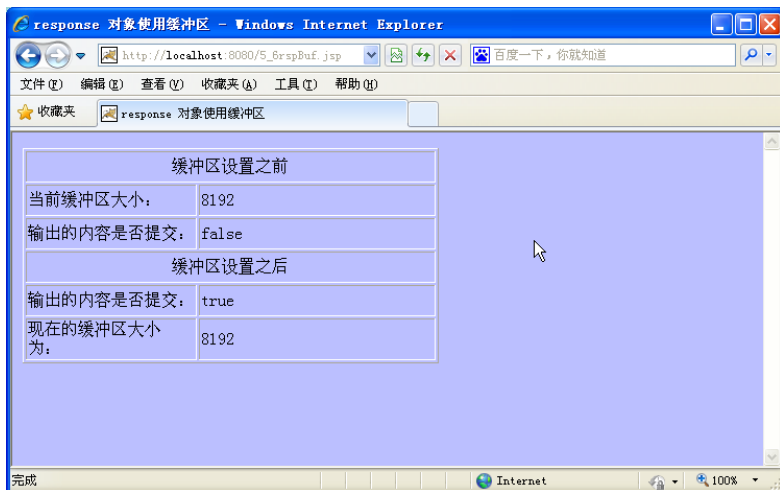 response 对象使用缓冲区 - Windows Internet Explorer
http://localhost:8080/5_6rspBuf.jsp
百度一下，你就知道
文件(F) 编辑(E) 查看(V) 收藏夹(A) 工具(T) 帮助(H)
收藏夹 response 对象使用缓冲区
缓冲区设置之前
当前缓冲区大小： 8192
输出的内容是否提交： false
缓冲区设置之后
输出的内容是否提交： true
现在的缓冲区大小
为： 8192
完成 Internet 100%